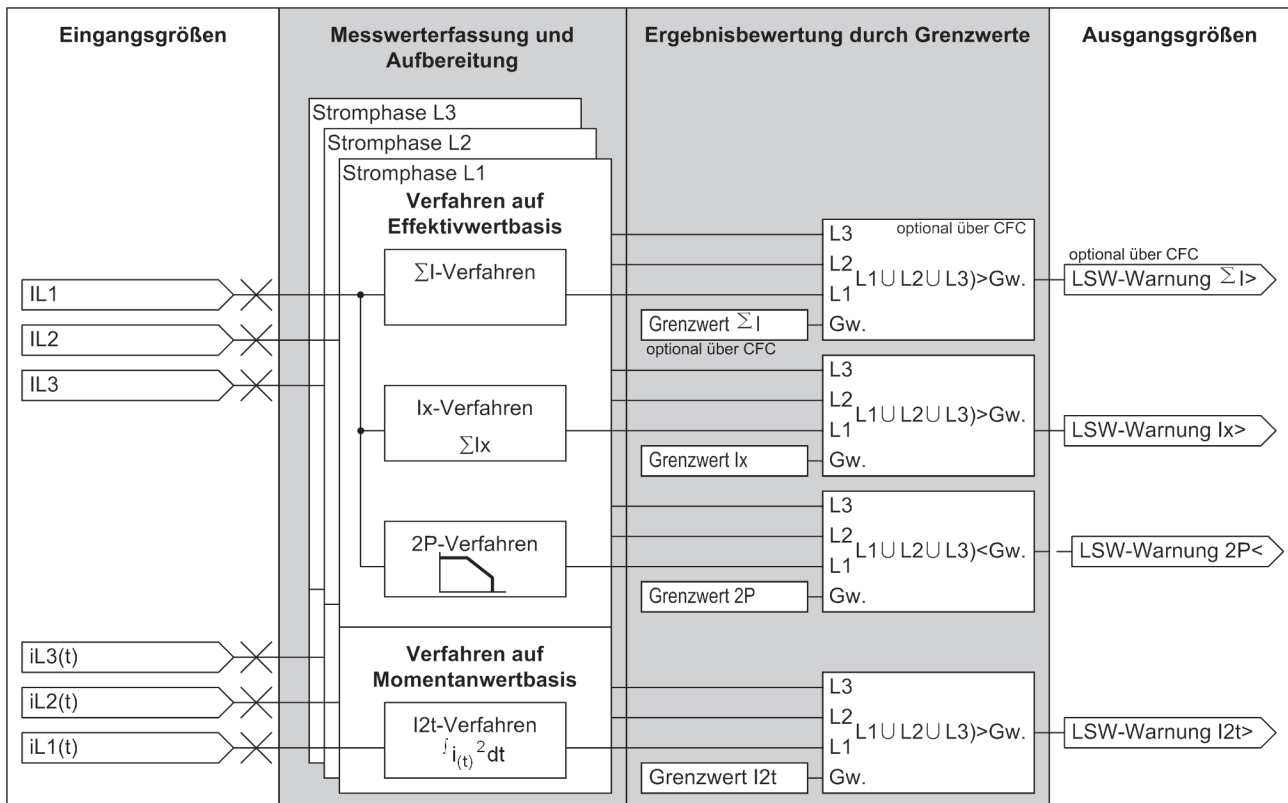 Eingangsgrößen
Messwerterfassung und
Aufbereitung
Ergebnisbewertung durch Grenzwerte
Ausgangsgrößen
Stromphase L3
Stromphase L2
Stromphase L1
Verfahren auf
Effektivwertbasis
∑I-Verfahren
IL1
IL2
IL3
Ix-Verfahren
∑Ix
2P-Verfahren
L3
optional über CFC
L2
L1∪L2∪L3)>Gw.
L1
Grenzwert ∑I
Gw.
optional über CFC
optional über CFC
LSW-Warnung ∑I>
L3
L2
L1∪L2∪L3)>Gw.
L1
Grenzwert Ix
Gw.
LSW-Warnung Ix>
L3
L2
L1∪L2∪L3)<Gw.
L1
Grenzwert 2P
Gw.
LSW-Warnung 2P<
iL3(t)
iL2(t)
iL1(t)
Verfahren auf
Momentanwertbasis
I2t-Verfahren
∫i(t)²dt
L3
L2
L1∪L2∪L3)>Gw.
L1
Grenzwert I2t
Gw.
LSW-Warnung I2t>